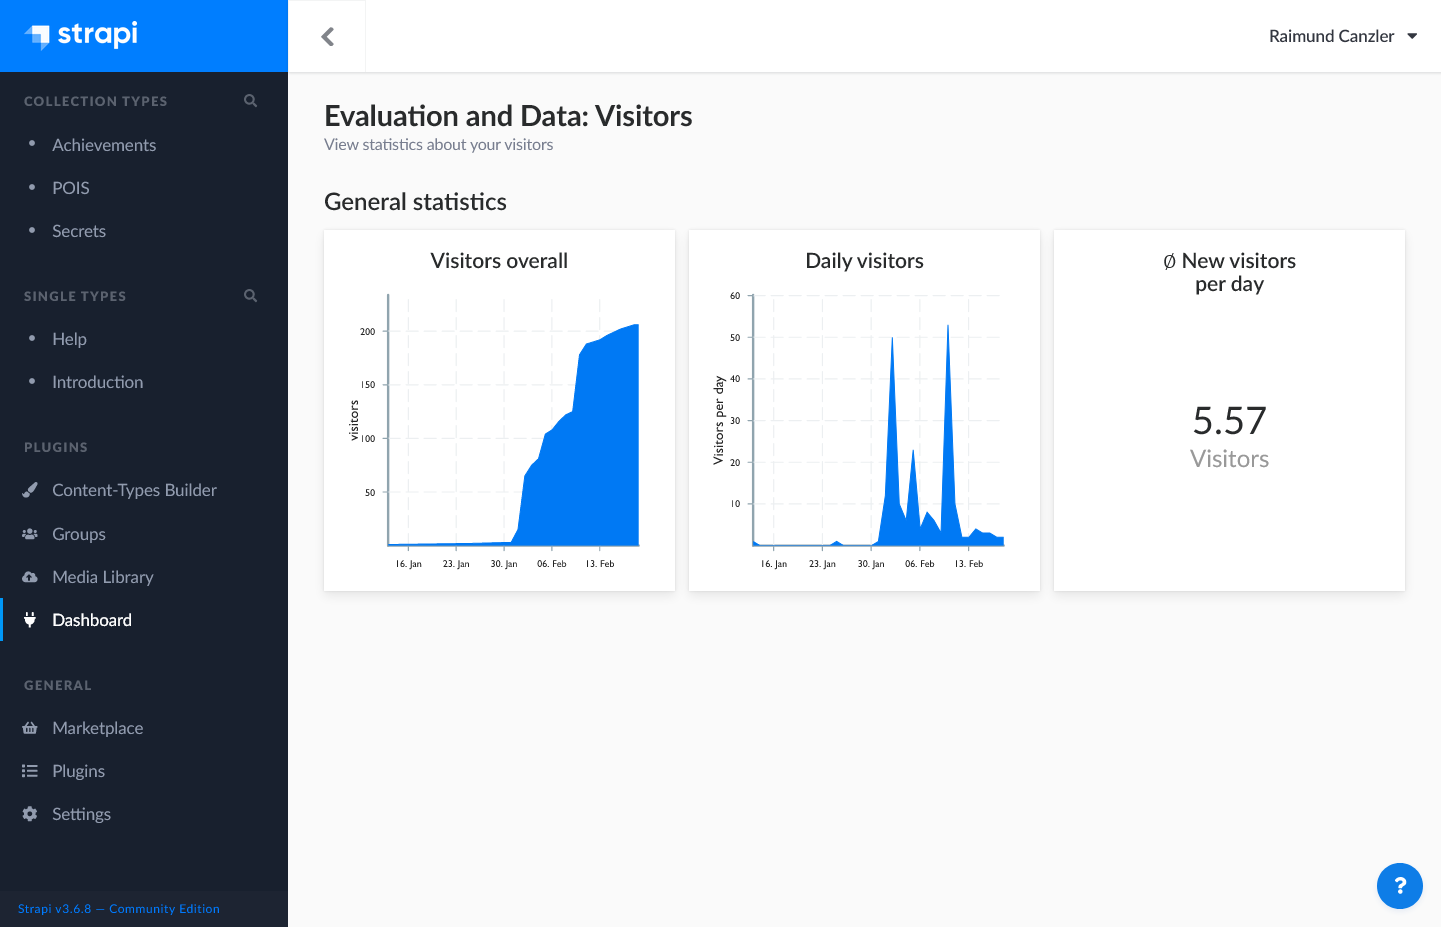 strapi
Raimund Canzler
COLLECTION TYPES
Achievements
POIS
Secrets
SINGLE TYPES
Help
Introduction
PLUGINS
Content-Types Builder
Groups
Media Library
Dashboard
GENERAL
Marketplace
Plugins
Settings
Strapi v3.6.8 — Community Edition
Evaluation and Data: Visitors
View statistics about your visitors
General statistics
Visitors overall
visitors
200
150
100
50
16. Jan 23. Jan 30. Jan 06. Feb 13. Feb
Daily visitors
Visitors per day
60
50
40
30
20
10
16. Jan 23. Jan 30. Jan 06. Feb 13. Feb
Ø New visitors
per day
5.57
Visitors
?